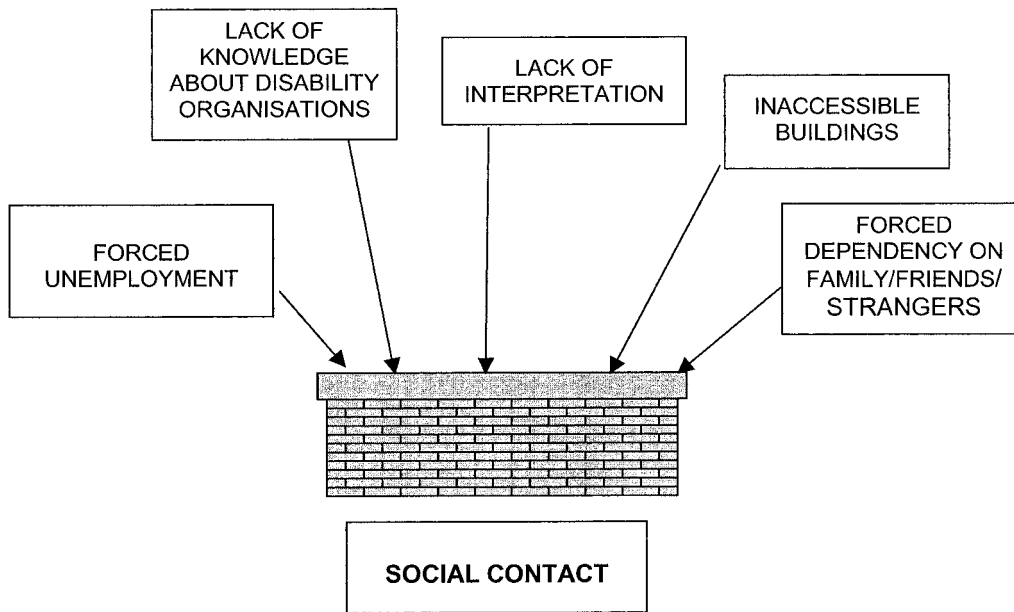 LACK OF
KNOWLEDGE
ABOUT DISABILITY
ORGANISATIONS
LACK OF
INTERPRETATION
INACCESSIBLE
BUILDINGS
FORCED
UNEMPLOYMENT
FORCED
DEPENDENCY ON
FAMILY/FRIENDS/
STRANGERS
SOCIAL CONTACT